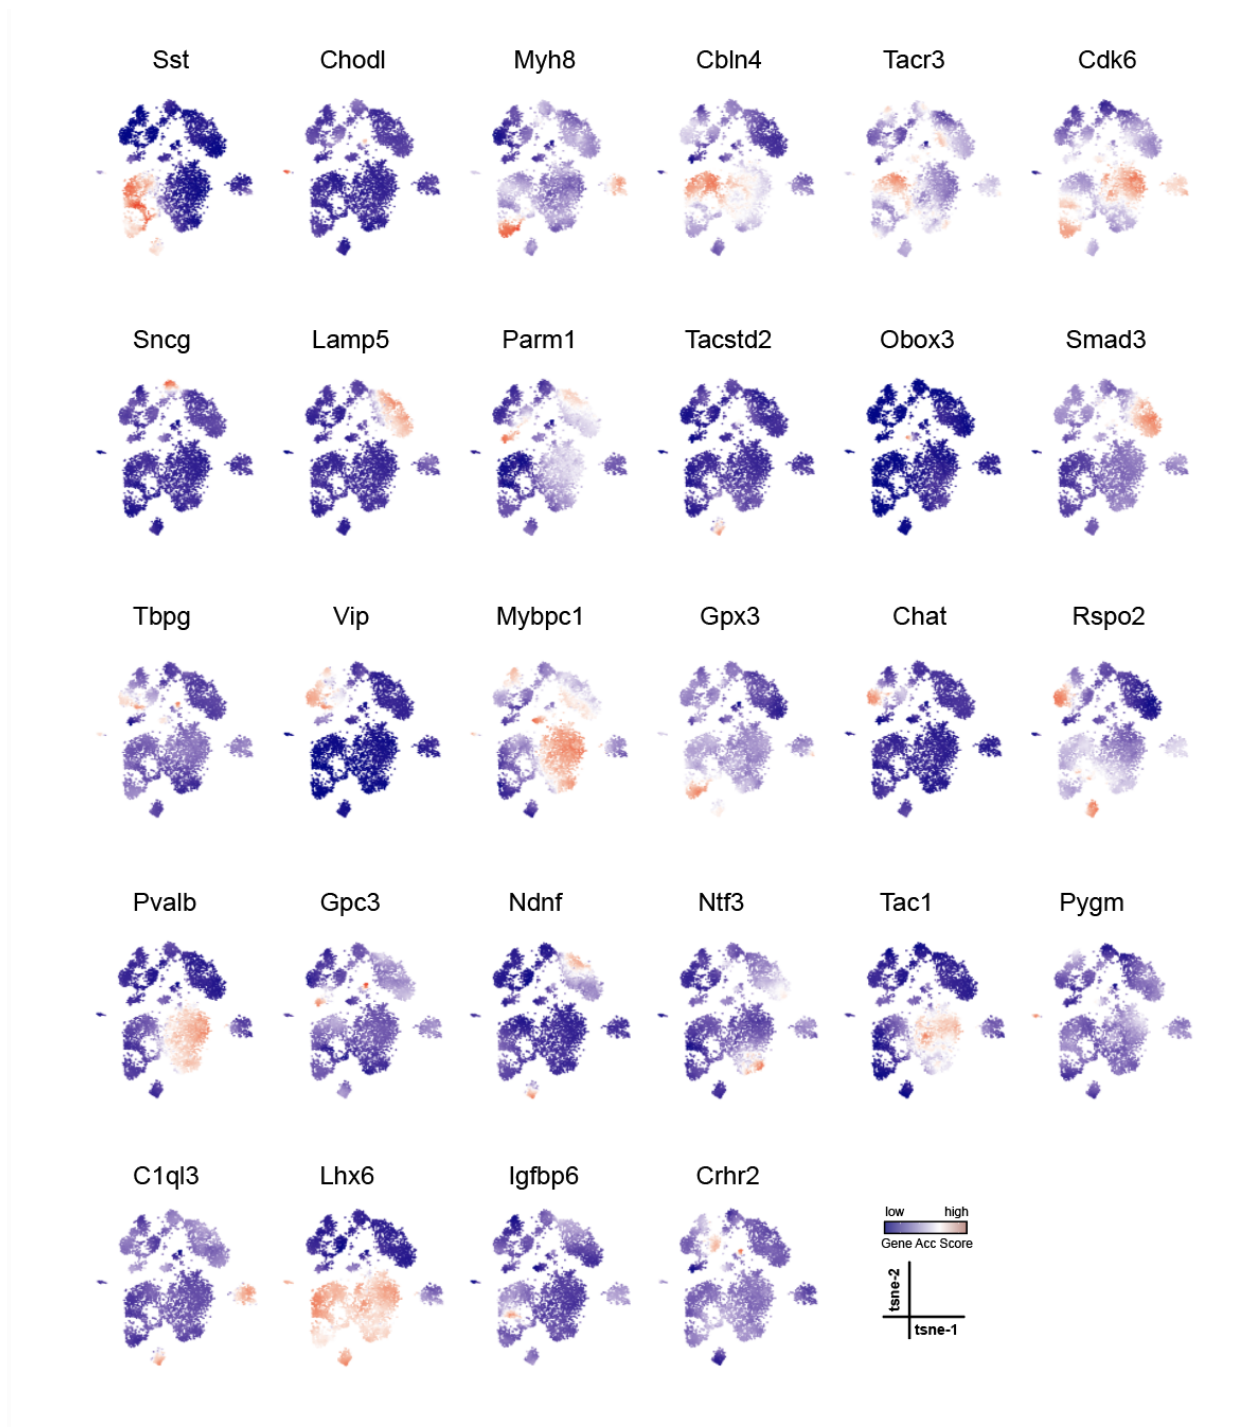 Sst Chodl Myh8 Cbln4 Tacr3 Cdk6
Sncg Lamp5 Parm1 Tacstd2 Obox3 Smad3
Tbpg Vip Mybpc1 Gpx3 Chat Rspo2
Pvalb Gpc3 Ndnf Ntf3 Tac1 Pygm
C1ql3 Lhx6 Igfbp6 Crhr2
low high
Gene Acc Score
tsne-2
tsne-1